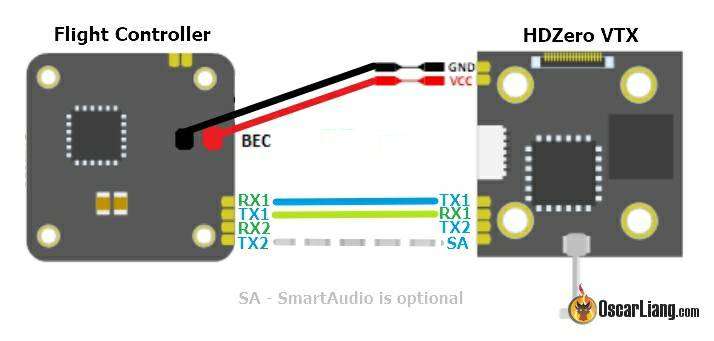 Flight Controller
HDZero VTX
GND
VCC
BEC
RX1
TX1
TX1
RX1
RX2
TX2
TX2
SA
SA - SmartAudio is optional
OscarLiang.com